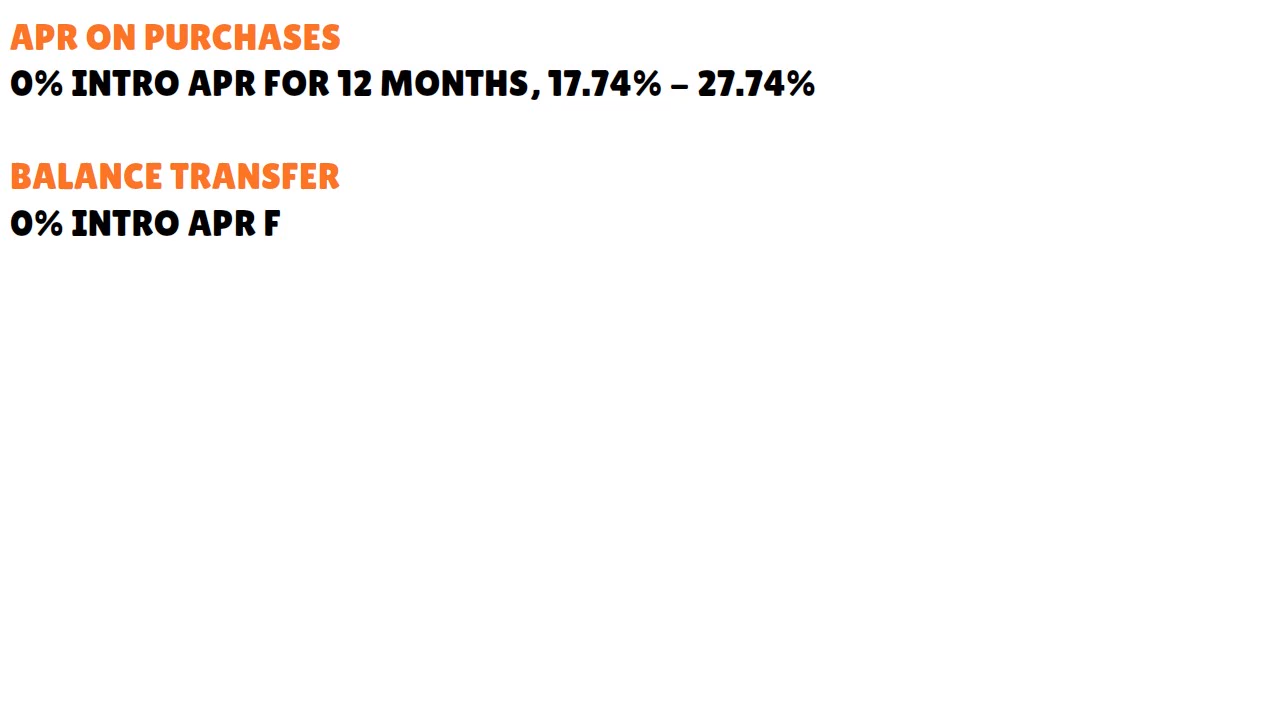 APR ON PURCHASES
0% INTRO APR FOR 12 MONTHS, 17.74% – 27.74%
BALANCE TRANSFER
0% INTRO APR F